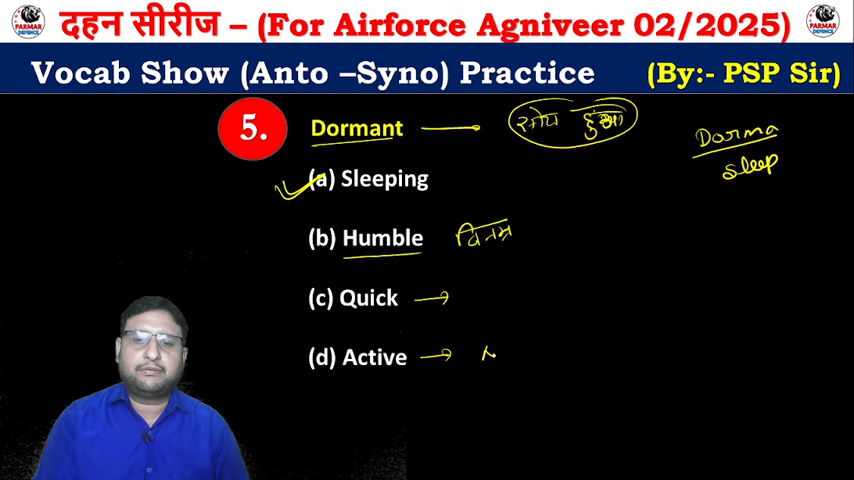 दहन सीरीज – (For Airforce Agniveer 02/2025)
PARMAR DEFENCE
PARMAR DEFENCE
Vocab Show (Anto –Syno) Practice (By:- PSP Sir)
5. Dormant सोया हुआ
Dorma
sleep
(a) Sleeping
(b) Humble विनम्र
(c) Quick
(d) Active